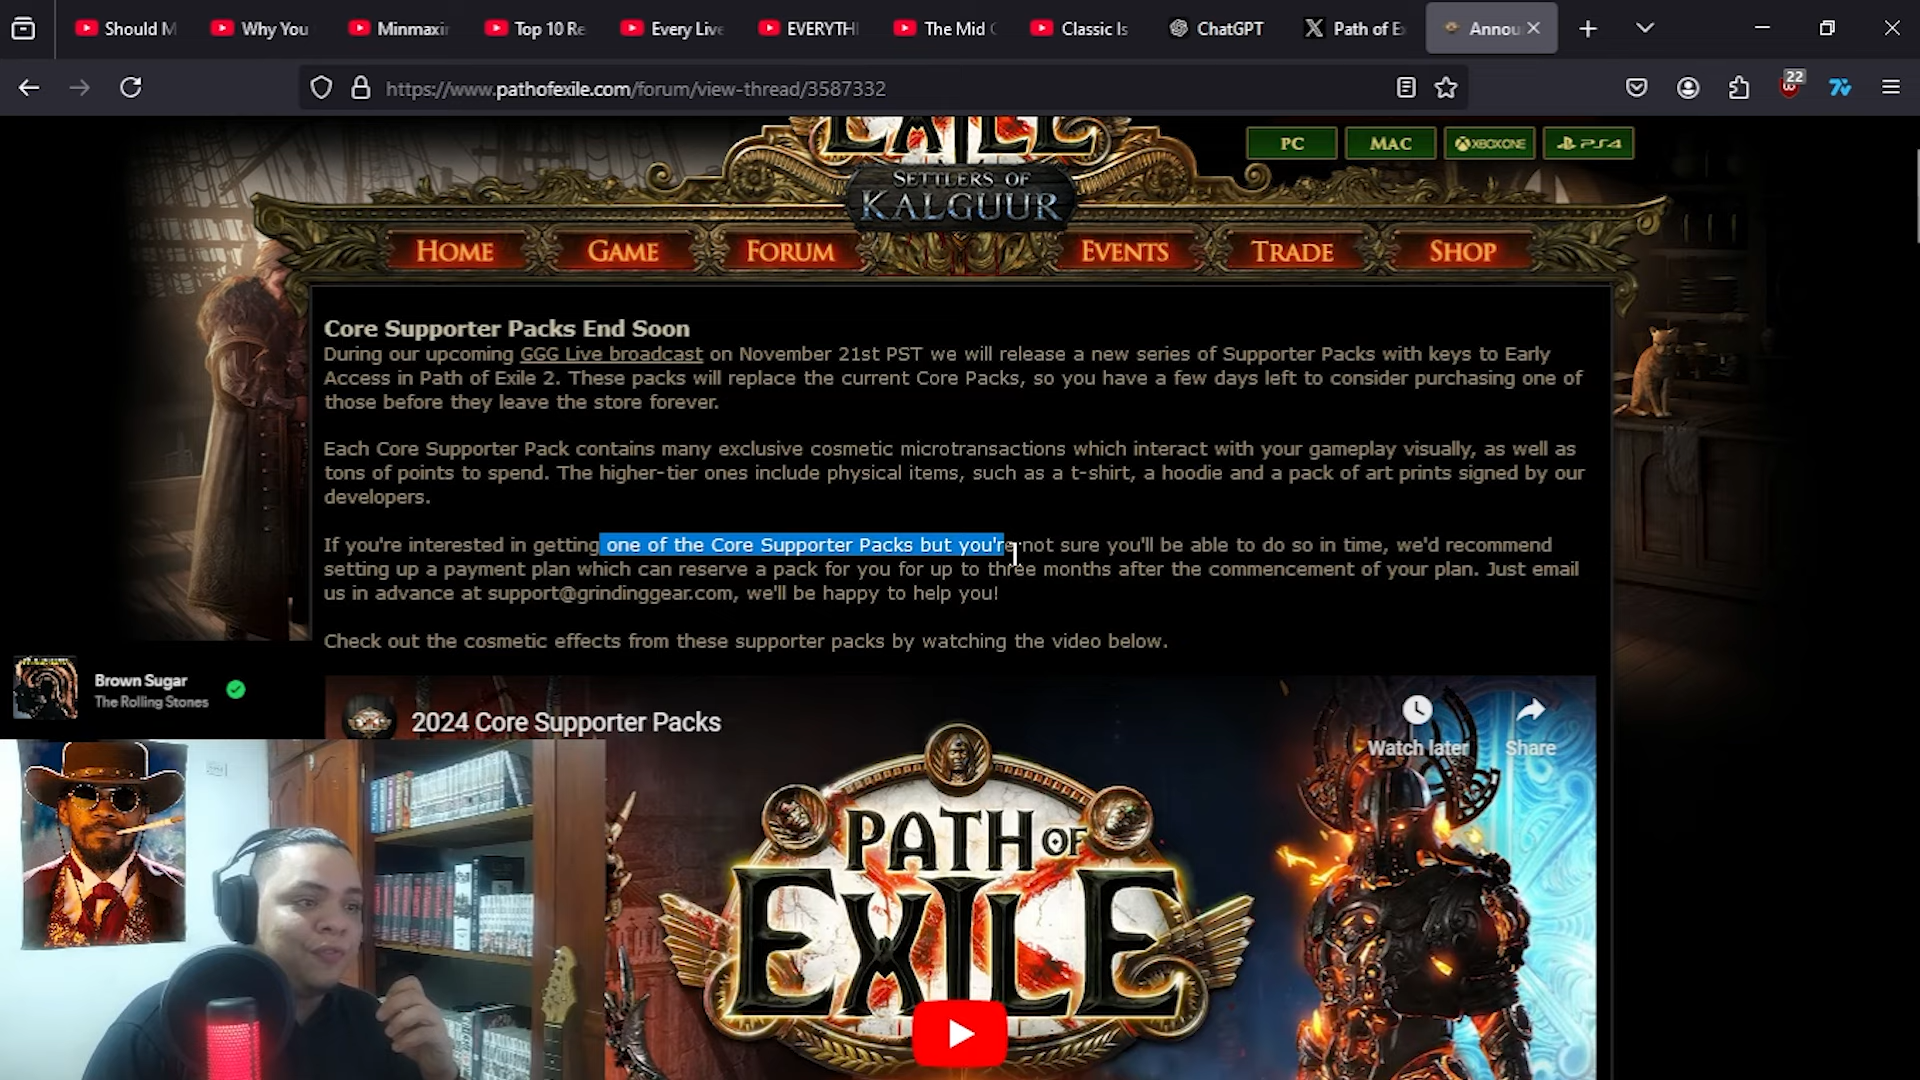 Should M
Why You
Minmaxir
Top 10 Re
Every Live
EVERYTHI
The Mid
Classic Is
ChatGPT
Path of E
Annou
https://www.pathofexile.com/forum/view-thread/3587332
22
EXILE
PC MAC XBOX ONE PS4
SETTLERS OF
KALGUUR
HOME GAME FORUM EVENTS TRADE SHOP
Core Supporter Packs End Soon
During our upcoming GGG Live broadcast on November 21st PST we will release a new series of Supporter Packs with keys to Early
Access in Path of Exile 2. These packs will replace the current Core Packs, so you have a few days left to consider purchasing one of
those before they leave the store forever.
Each Core Supporter Pack contains many exclusive cosmetic microtransactions which interact with your gameplay visually, as well as
tons of points to spend. The higher-tier ones include physical items, such as a t-shirt, a hoodie and a pack of art prints signed by our
developers.
If you're interested in getting one of the Core Supporter Packs but you're not sure you'll be able to do so in time, we'd recommend
setting up a payment plan which can reserve a pack for you for up to three months after the commencement of your plan. Just email
us in advance at support@grindinggear.com, we'll be happy to help you!
Check out the cosmetic effects from these supporter packs by watching the video below.
Brown Sugar
The Rolling Stones
2024 Core Supporter Packs
Watch later Share
PATH OF
EXILE